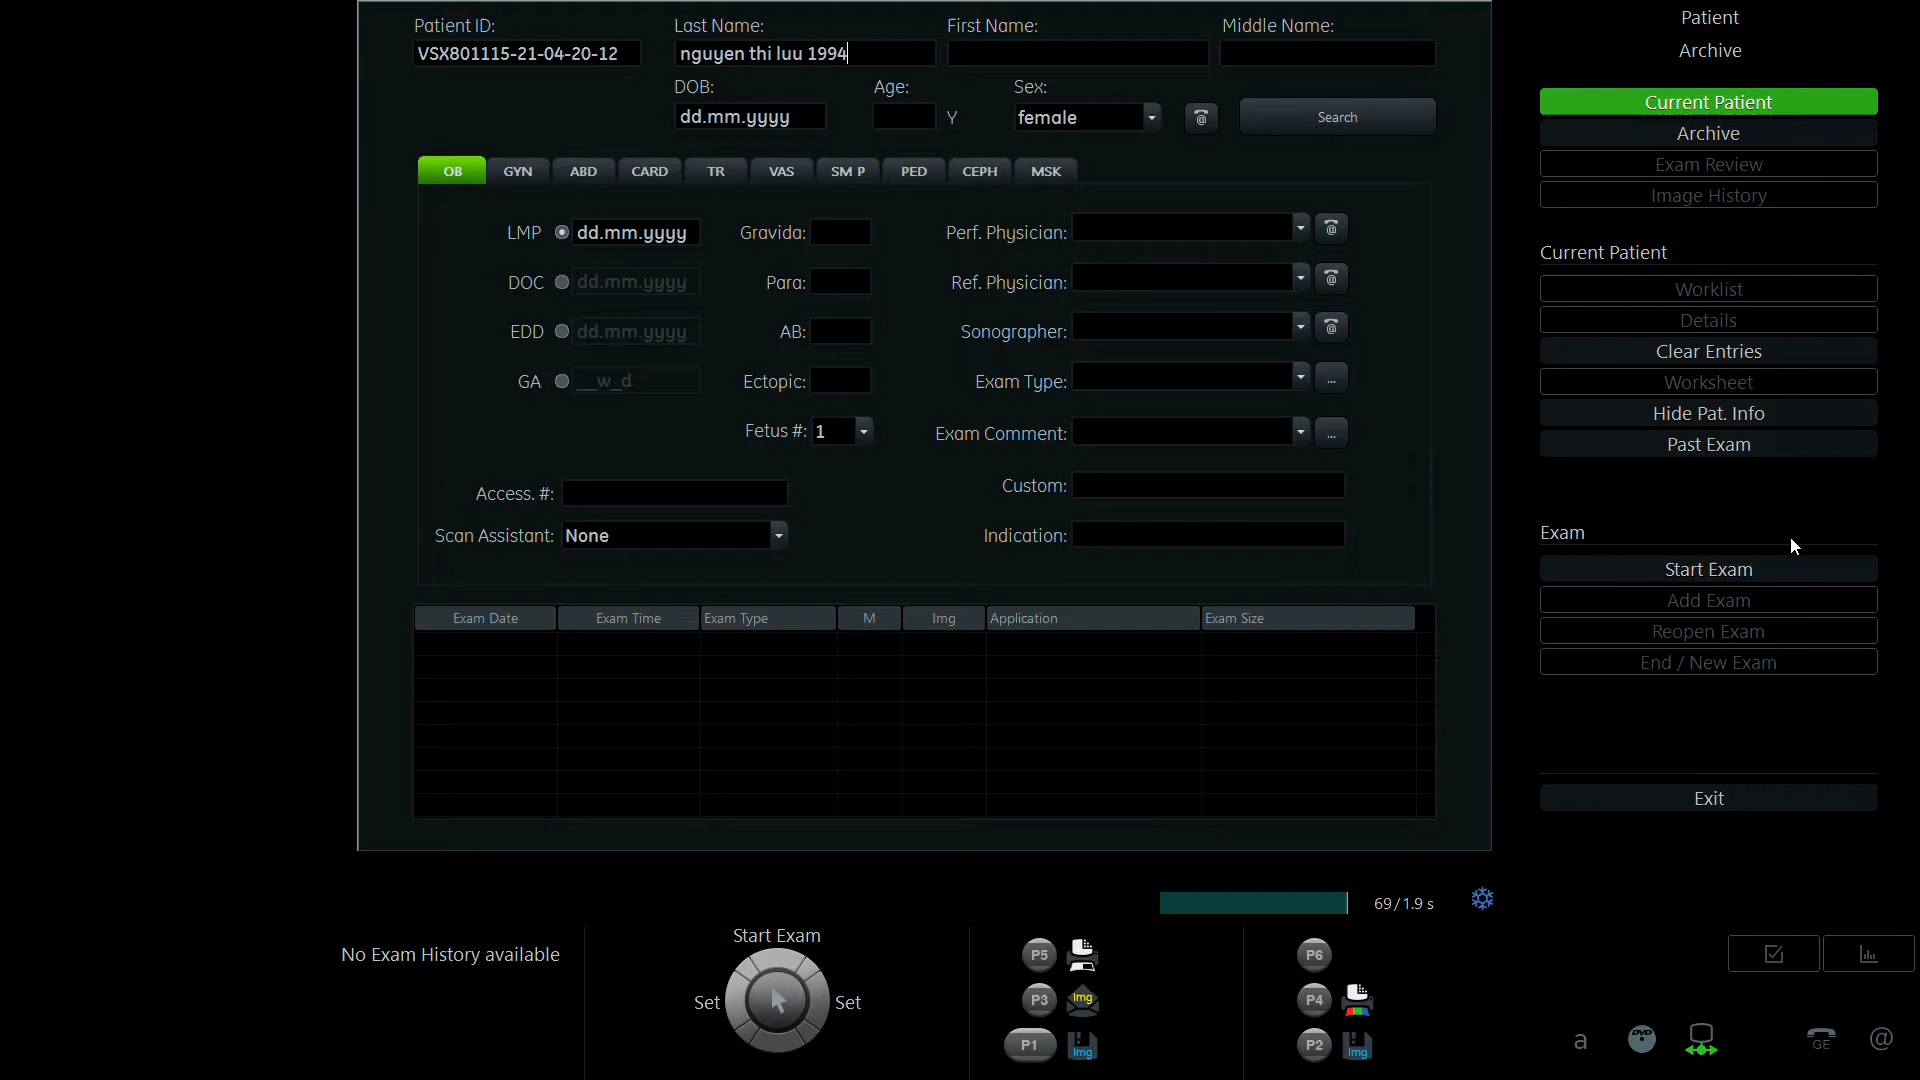 Patient ID: Last Name: First Name: Middle Name:
VSX801115-21-04-20-12 nguyen thi luu 1994
DOB: Age: Sex:
dd.mm.yyyy Y female @ Search
OB GYN ABD CARD TR VAS SM P PED CEPH MSK
LMP dd.mm.yyyy Gravida: Perf. Physician: @
DOC dd.mm.yyyy Para: Ref. Physician: @
EDD dd.mm.yyyy AB: Sonographer: @
GA __w_d Ectopic: Exam Type: ...
Fetus #: 1 Exam Comment: ...
Access. #: Custom:
Scan Assistant: None Indication:
Exam Date Exam Time Exam Type M Img Application Exam Size
69/1.9 s
No Exam History available
Start Exam
Set Set
P5
P3 Img
P1 Img
P6
P4
P2 Img
Patient
Archive
Current Patient
Archive
Exam Review
Image History
Current Patient
Worklist
Details
Clear Entries
Worksheet
Hide Pat. Info
Past Exam
Exam
Start Exam
Add Exam
Reopen Exam
End / New Exam
Exit
a DVD GE @